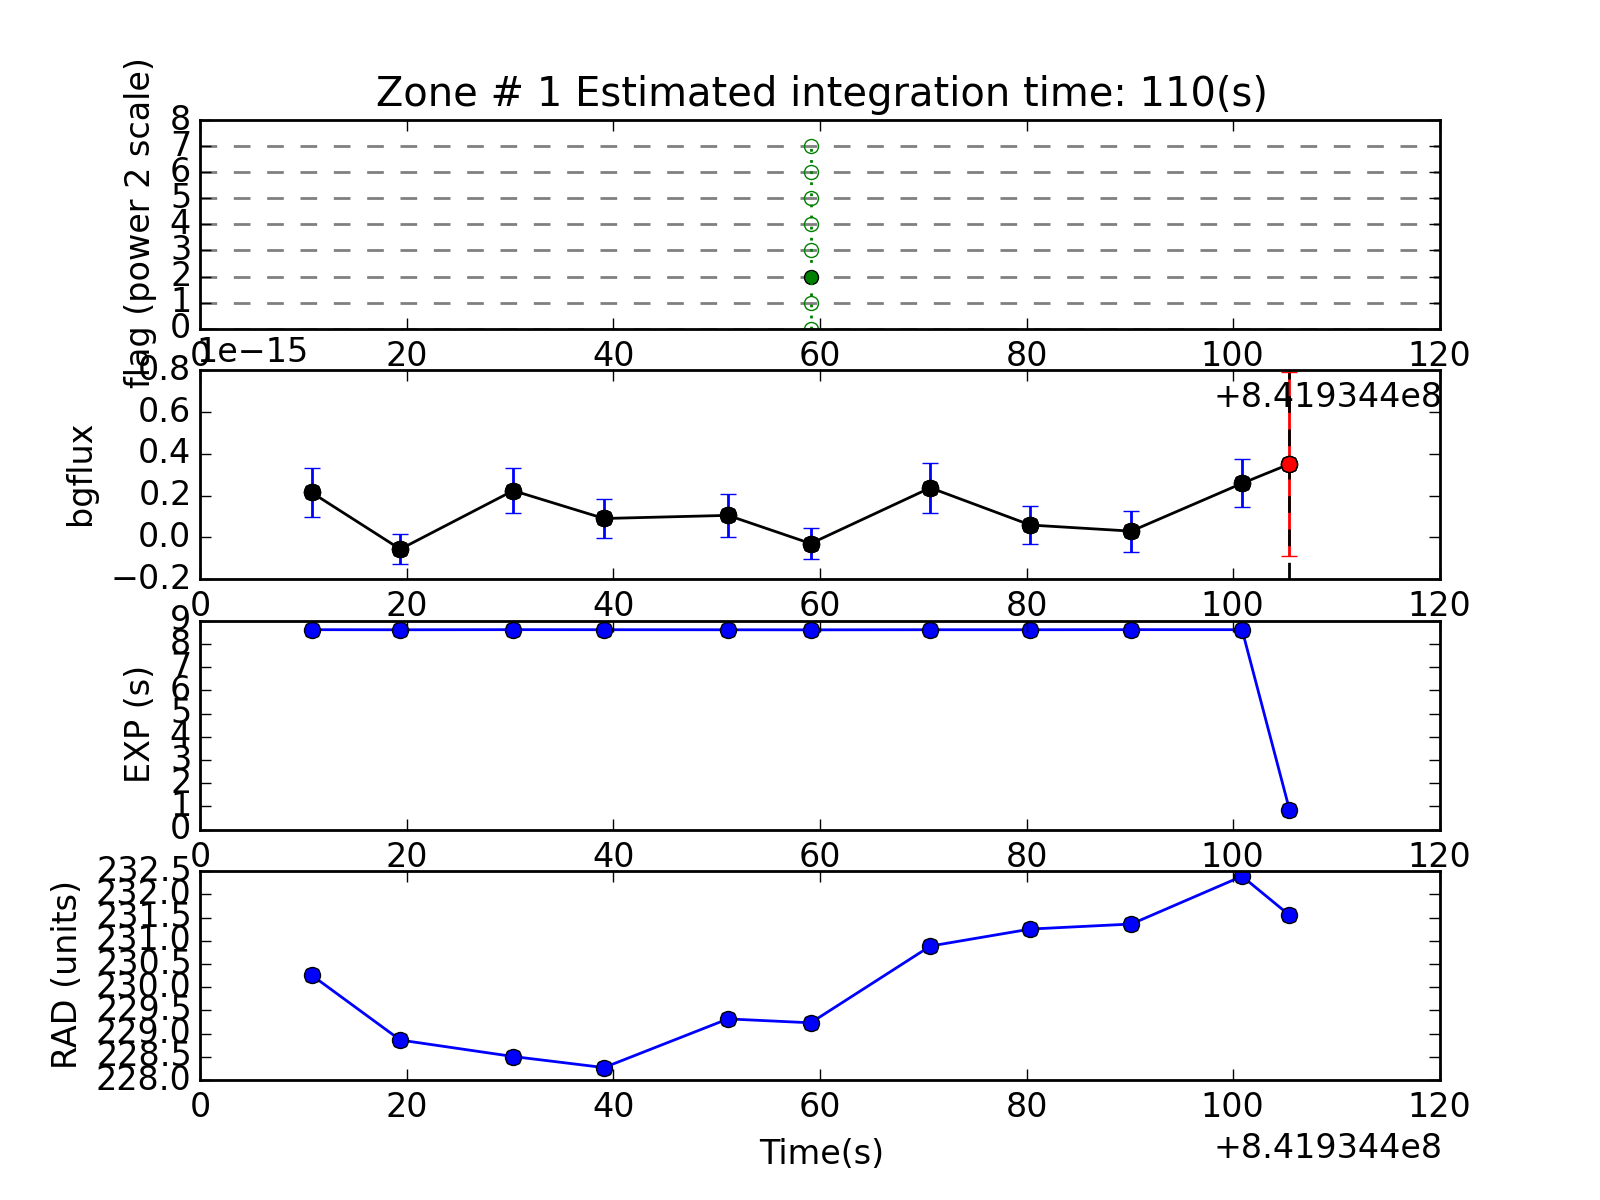 Zone # 1 Estimated integration time: 110(s)
flag (power 2 scale)
8
7
6
5
4
3
2
1
0
0 20 40 60 80 100 120
1e−15
+8.419344e8
bgflux
0.8
0.6
0.4
0.2
0.0
−0.2
0 20 40 60 80 100 120
EXP (s)
9
8
7
6
5
4
3
2
1
0
0 20 40 60 80 100 120
RAD (units)
232.5
232.0
231.5
231.0
230.5
230.0
229.5
229.0
228.5
228.0
0 20 40 60 80 100 120
Time(s)
+8.419344e8